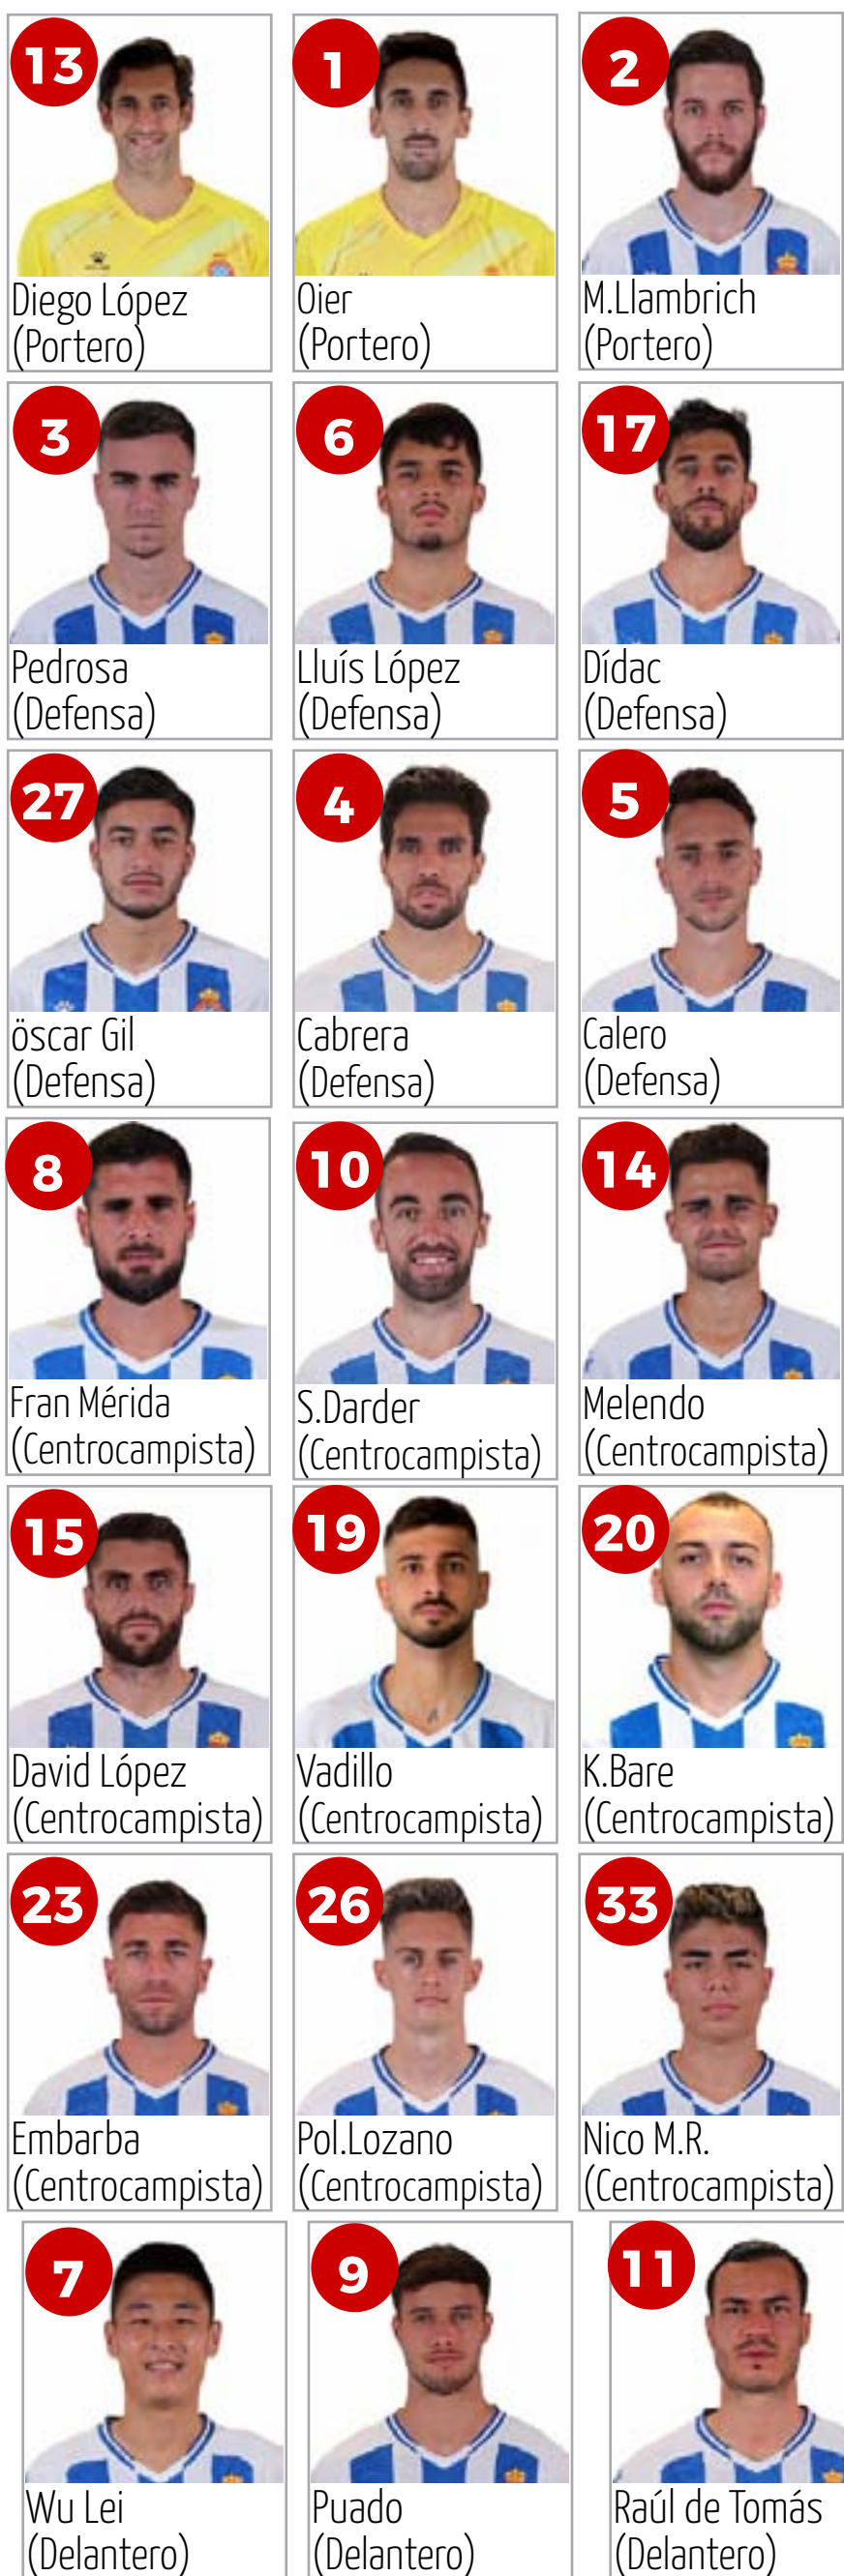 13
Diego López
(Portero)
1
Oier
(Portero)
2
M.Llambrich
(Portero)
3
Pedrosa
(Defensa)
6
Lluís López
(Defensa)
17
Dídac
(Defensa)
27
öscar Gil
(Defensa)
4
Cabrera
(Defensa)
5
Calero
(Defensa)
8
Fran Mérida
(Centrocampista)
10
S.Darder
(Centrocampista)
14
Melendo
(Centrocampista)
15
David López
(Centrocampista)
19
Vadillo
(Centrocampista)
20
K.Bare
(Centrocampista)
23
Embarba
(Centrocampista)
26
Pol.Lozano
(Centrocampista)
33
Nico M.R.
(Centrocampista)
7
Wu Lei
(Delantero)
9
Puado
(Delantero)
11
Raúl de Tomás
(Delantero)